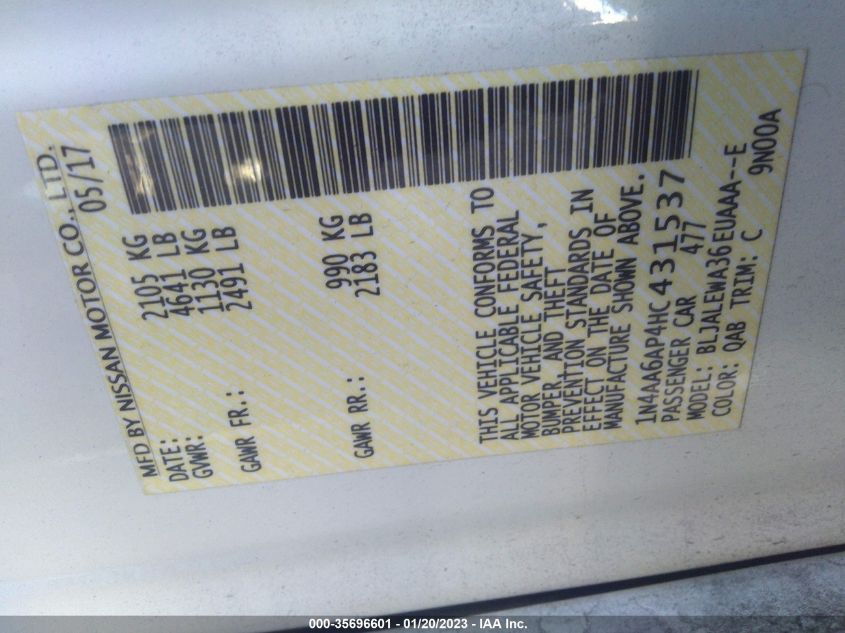 MFD BY NISSAN MOTOR CO., LTD.
DATE: 05/17
GVWR: 2105 KG
4641 LB
GAWR FR.: 1130 KG
2491 LB
GAWR RR.: 990 KG
2183 LB
THIS VEHICLE CONFORMS TO
ALL APPLICABLE FEDERAL
MOTOR VEHICLE SAFETY,
BUMPER, AND THEFT
PREVENTION STANDARDS IN
EFFECT ON THE DATE OF
MANUFACTURE SHOWN ABOVE.
1N4AA6AP4HC431537
PASSENGER CAR 477
MODEL: BLJALEWA36EUAAA--E
COLOR: QAB TRIM: C 9N00A
000-35696601 - 01/20/2023 - IAA Inc.